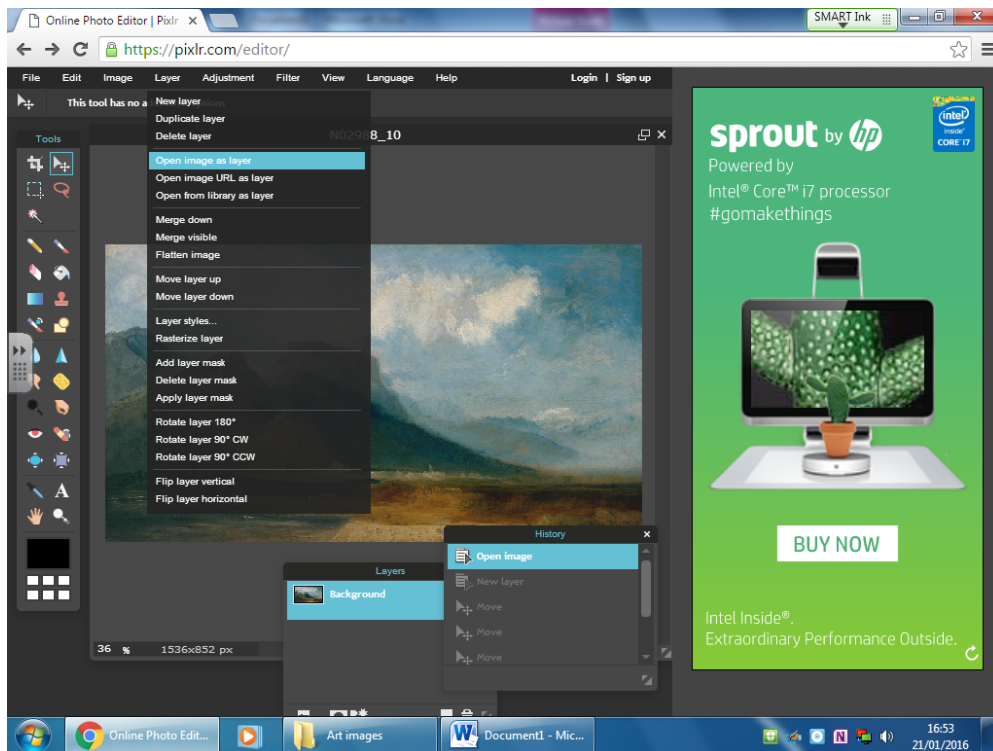 Online Photo Editor | Pixlr
SMART Ink
https://pixlr.com/editor/
File Edit Image Layer Adjustment Filter View Language Help Login | Sign up
This tool has no a
New layer
Duplicate layer
Delete layer
Open image as layer
Open image URL as layer
Open from library as layer
Merge down
Merge visible
Flatten image
Move layer up
Move layer down
Layer styles...
Rasterize layer
Add layer mask
Delete layer mask
Apply layer mask
Rotate layer 180°
Rotate layer 90° CW
Rotate layer 90° CCW
Flip layer vertical
Flip layer horizontal
Tools
A
N02988_10
36 % 1536x852 px
Layers
Background
History
Open image
New layer
Move
Move
Move
sprout by hp
intel
inside
CORE i7
Powered by
Intel® Core™ i7 processor
#gomakethings
BUY NOW
Intel Inside®.
Extraordinary Performance Outside.
Online Photo Edit...
Art images
W
Document1 - Mic...
N
16:53
21/01/2016